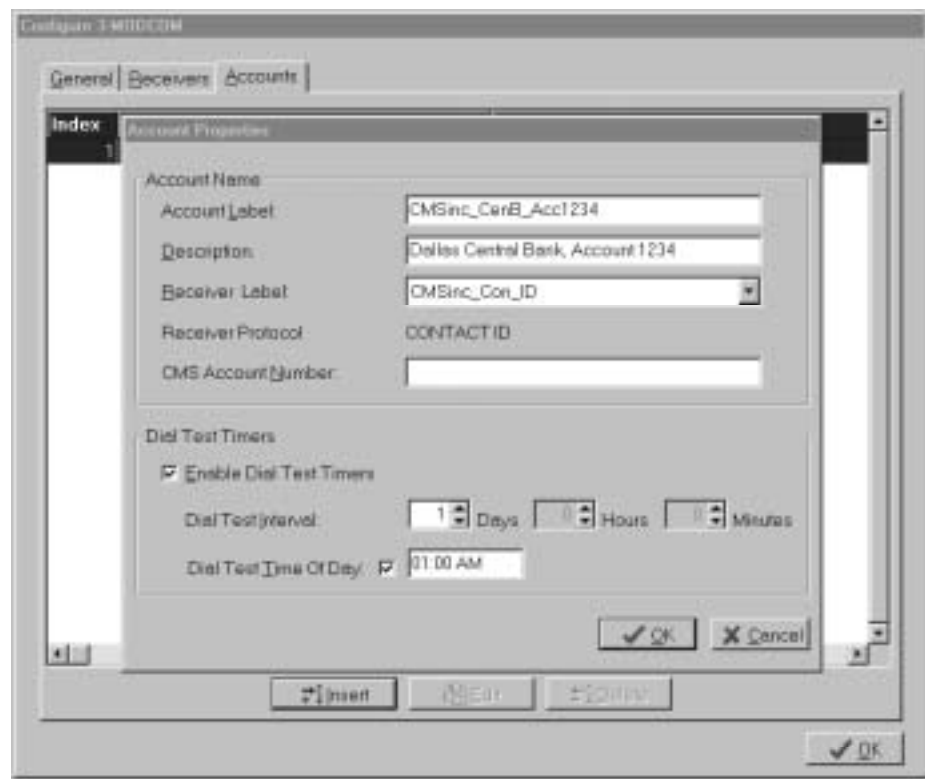 Configure 3-MODCOM
General Receivers Accounts
Index
1
Account Properties
Account Name
Account Label: CMSinc_CenB_Acc1234
Description: Dallas Central Bank, Account 1234
Receiver Label: CMSinc_Con_ID
Receiver Protocol CONTACT ID
CMS Account Number:
Dial Test Timers
Enable Dial Test Timers
Dial Test Interval: 1 Days 0 Hours 0 Minutes
Dial Test Time Of Day: 01:00 AM
OK Cancel
Insert Edit Delete
OK